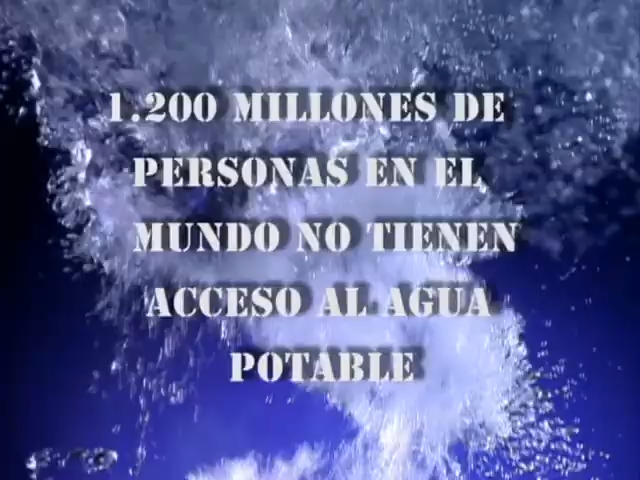 1.200 MILLONES DE
PERSONAS EN EL
MUNDO NO TIENEN
ACCESO AL AGUA
POTABLE